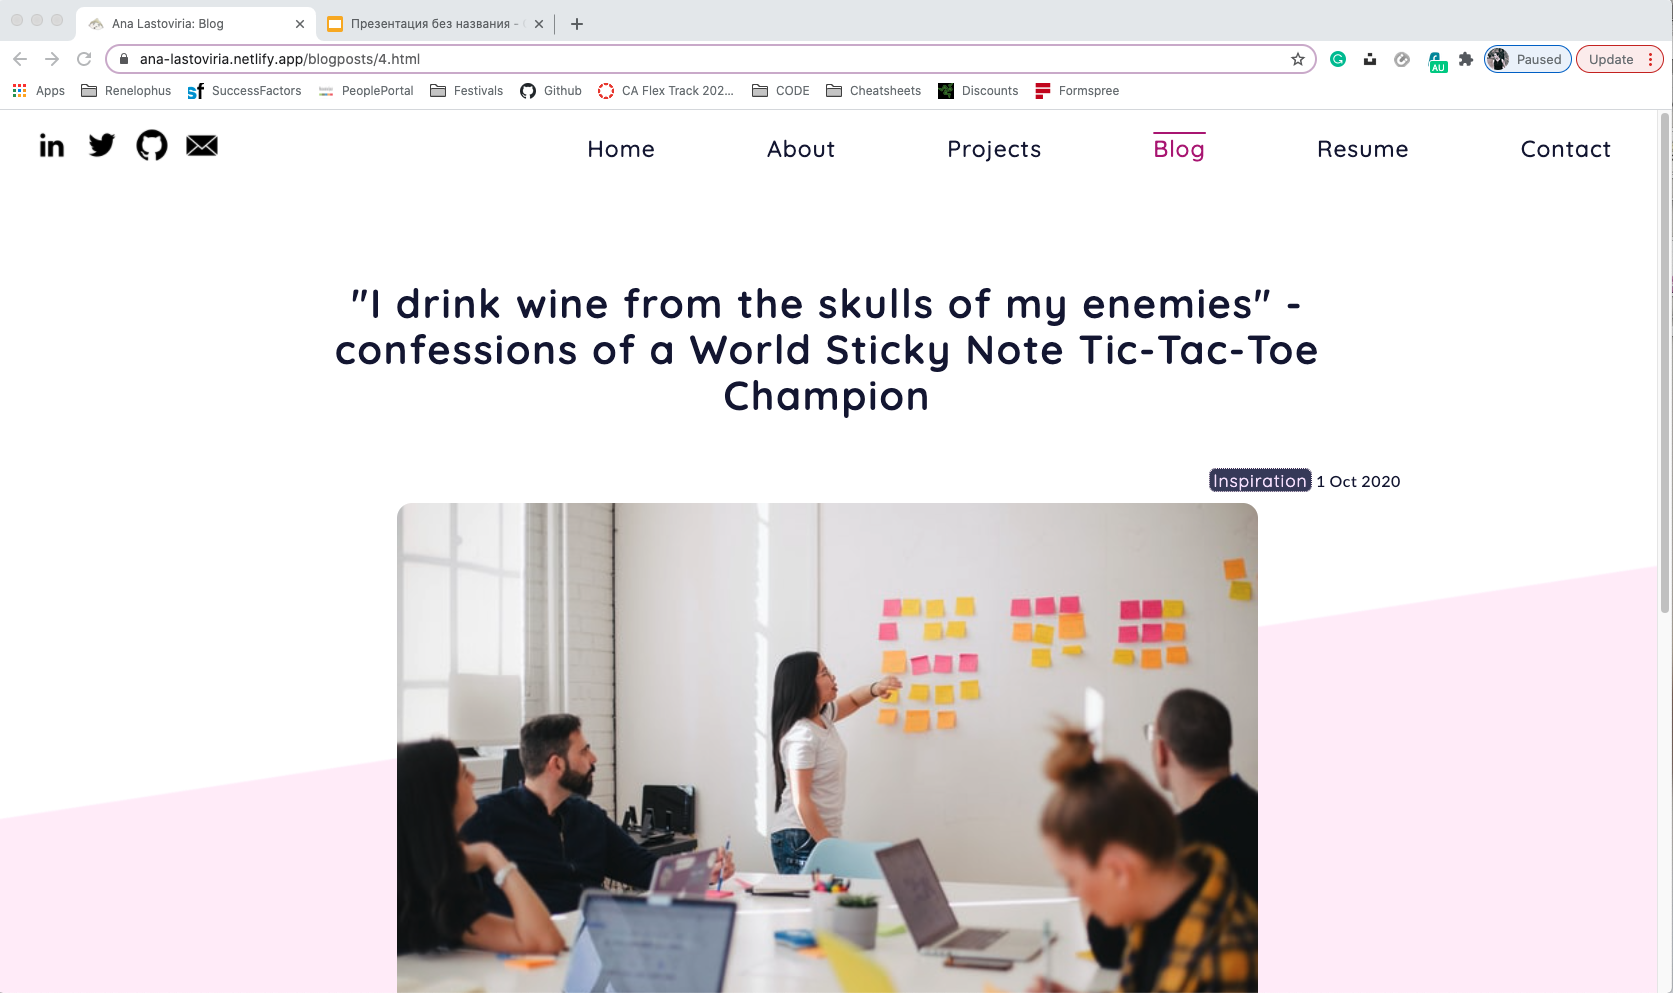 Ana Lastoviria: Blog
Презентация без названия -
ana-lastoviria.netlify.app/blogposts/4.html
AU
Paused
Update
Apps
Renelophus
SuccessFactors
PeoplePortal
Festivals
Github
CA Flex Track 202...
CODE
Cheatsheets
Discounts
Formspree
in
Home
About
Projects
Blog
Resume
Contact
"I drink wine from the skulls of my enemies" -
confessions of a World Sticky Note Tic-Tac-Toe
Champion
Inspiration 1 Oct 2020